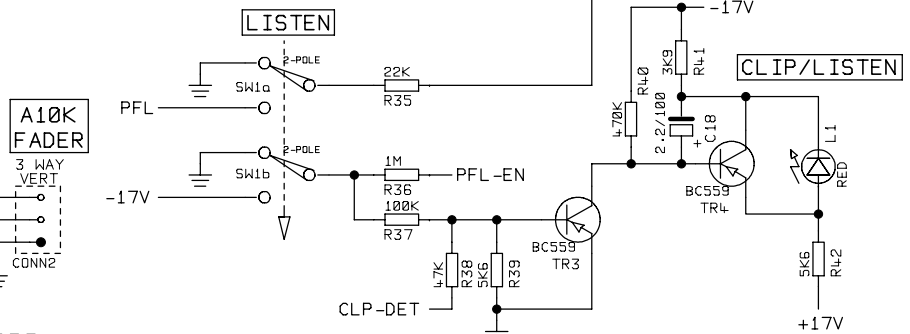 LISTEN
2-POLE
SW1a
22K
R35
PFL
A10K
FADER
3 WAY
VERT
CONN2
2-POLE
SW1b
-17V
1M
R36
PFL-EN
100K
R37
47K
R38
5K6
R39
CLP-DET
BC559
TR3
-17V
470K
R40
3K9
R41
2.2/100
+
C18
CLIP/LISTEN
BC559
TR4
L1
RED
5K6
R42
+17V